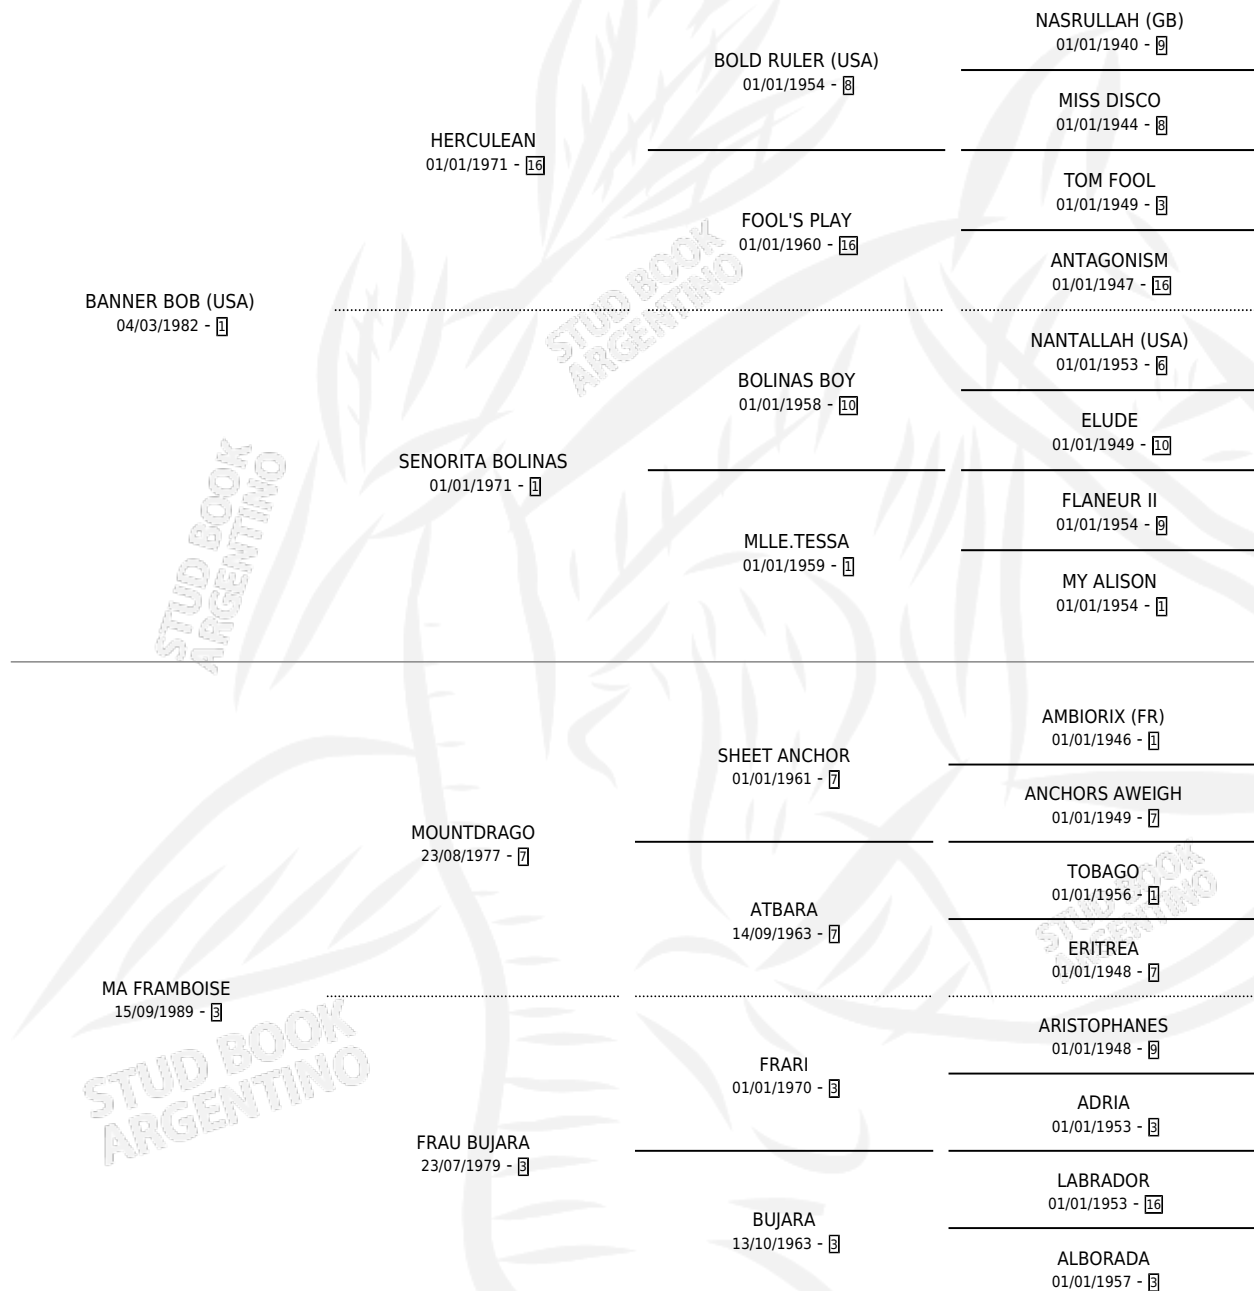 NASRULLAH (GB)
01/01/1940 - 9
BOLD RULER (USA)
01/01/1954 - 8
MISS DISCO
01/01/1944 - 8
HERCULEAN
01/01/1971 - 16
TOM FOOL
01/01/1949 - 3
FOOL'S PLAY
01/01/1960 - 16
ANTAGONISM
01/01/1947 - 16
BANNER BOB (USA)
04/03/1982 - 1
STUD BOOK
ARGENTINO
NANTALLAH (USA)
01/01/1953 - 6
BOLINAS BOY
01/01/1958 - 10
ELUDE
01/01/1949 - 10
SENORITA BOLINAS
01/01/1971 - 1
FLANEUR II
01/01/1954 - 9
MLLE.TESSA
01/01/1959 - 1
MY ALISON
01/01/1954 - 1
STUD BOOK
ARGENTINO
AMBIORIX (FR)
01/01/1946 - 1
SHEET ANCHOR
01/01/1961 - 7
ANCHORS AWEIGH
01/01/1949 - 7
MOUNTDRAGO
23/08/1977 - 7
TOBAGO
01/01/1956 - 1
ATBARA
14/09/1963 - 7
STUD BOOK
ARGENTINO
ERITREA
01/01/1948 - 7
MA FRAMBOISE
15/09/1989 - 3
STUD BOOK
ARGENTINO
ARISTOPHANES
01/01/1948 - 9
FRARI
01/01/1970 - 3
ADRIA
01/01/1953 - 3
FRAU BUJARA
23/07/1979 - 3
LABRADOR
01/01/1953 - 16
BUJARA
13/10/1963 - 3
ALBORADA
01/01/1957 - 3